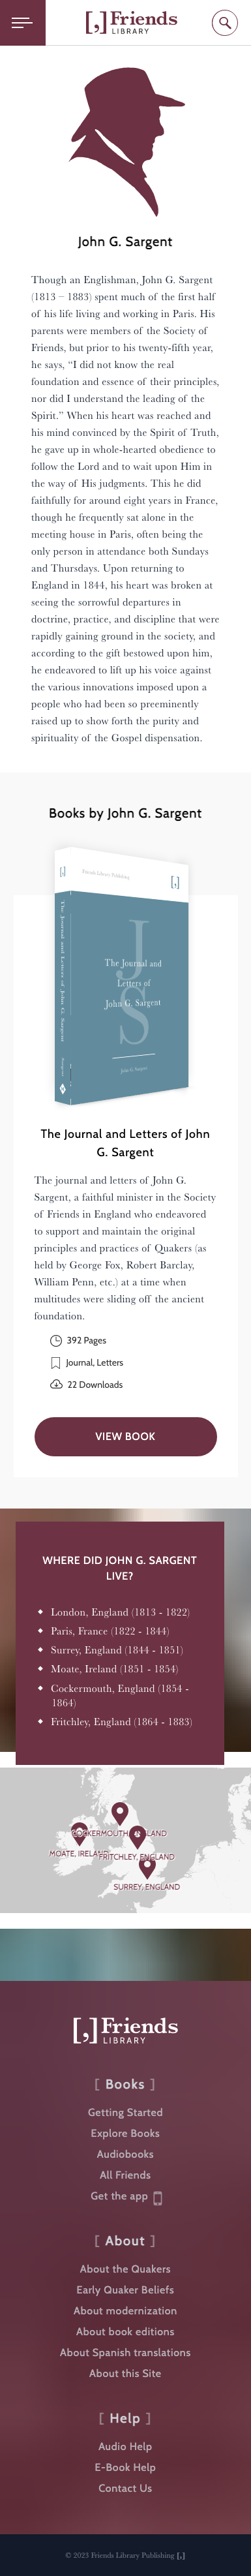 [,] Friends
LIBRARY
John G. Sargent
Though an Englishman, John G. Sargent
(1813 – 1883) spent much of the first half
of his life living and working in Paris. His
parents were members of the Society of
Friends, but prior to his twenty-fifth year,
he says, “I did not know the real
foundation and essence of their principles,
nor did I understand the leading of the
Spirit.” When his heart was reached and
his mind convinced by the Spirit of Truth,
he gave up in whole-hearted obedience to
follow the Lord and to wait upon Him in
the way of His judgments. This he did
faithfully for around eight years in France,
though he frequently sat alone in the
meeting house in Paris, often being the
only person in attendance both Sundays
and Thursdays. Upon returning to
England in 1844, his heart was broken at
seeing the sorrowful departures in
doctrine, practice, and discipline that were
rapidly gaining ground in the society, and
according to the gift bestowed upon him,
he endeavored to lift up his voice against
the various innovations imposed upon a
people who had been so preeminently
raised up to show forth the purity and
spirituality of the Gospel dispensation.
Books by John G. Sargent
[,]
Friends Library Publishing
[,]
The Journal and Letters of John G. Sargent
Sargent
JS
The Journal and
Letters of
John G. Sargent
John G. Sargent
The Journal and Letters of John
G. Sargent
The journal and letters of John G.
Sargent, a faithful minister in the Society
of Friends in England who endeavored
to support and maintain the original
principles and practices of Quakers (as
held by George Fox, Robert Barclay,
William Penn, etc.) at a time when
multitudes were sliding off the ancient
foundation.
392 Pages
Journal, Letters
22 Downloads
VIEW BOOK
WHERE DID JOHN G. SARGENT
LIVE?
London, England (1813 - 1822)
Paris, France (1822 - 1844)
Surrey, England (1844 - 1851)
Moate, Ireland (1851 - 1854)
Cockermouth, England (1854 -
1864)
Fritchley, England (1864 - 1883)
COCKERMOUTH, ENGLAND
MOATE, IRELAND
FRITCHLEY, ENGLAND
SURREY, ENGLAND
[,] Friends
LIBRARY
[ Books ]
Getting Started
Explore Books
Audiobooks
All Friends
Get the app
[ About ]
About the Quakers
Early Quaker Beliefs
About modernization
About book editions
About Spanish translations
About this Site
[ Help ]
Audio Help
E-Book Help
Contact Us
© 2023 Friends Library Publishing [,]